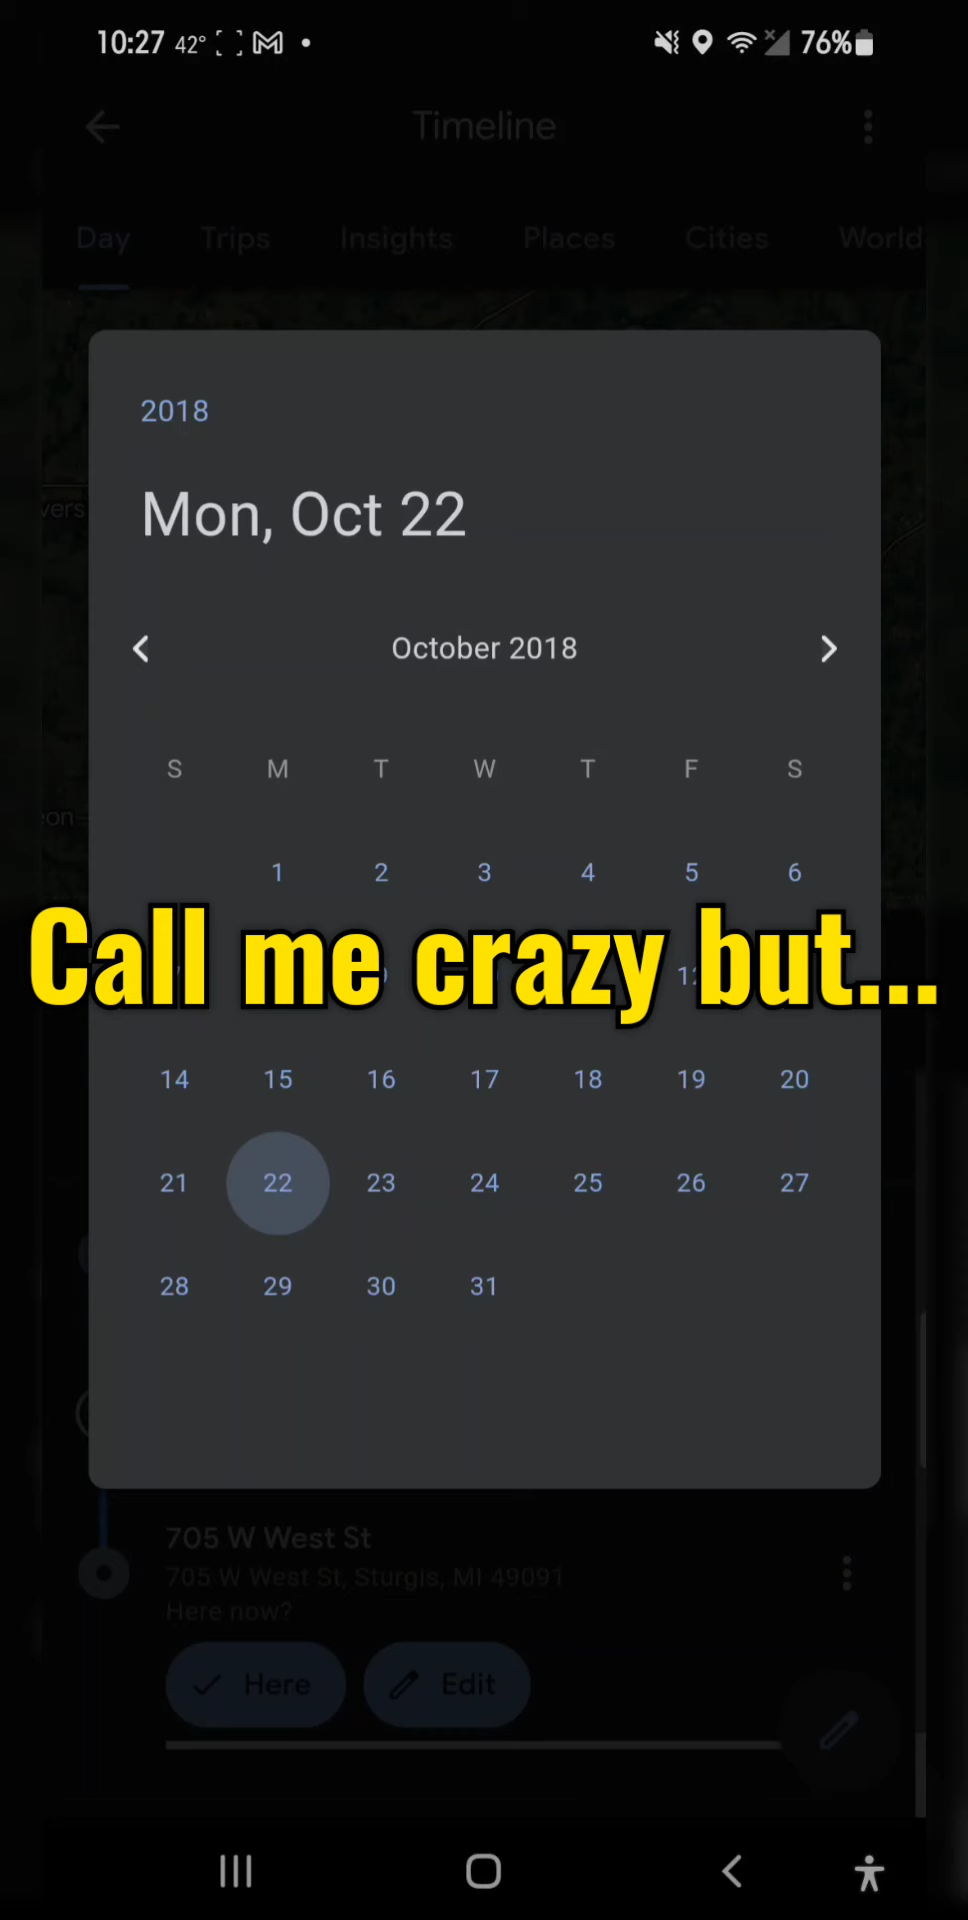 10:27 42° 76%
Timeline
Day Trips Insights Places Cities World
2018
Mon, Oct 22
October 2018
S M T W T F S
1 2 3 4 5 6
Call me crazy but...
14 15 16 17 18 19 20
21 22 23 24 25 26 27
28 29 30 31
705 W West St
705 W West St, Sturgis, MI 49091
Here now?
Here Edit